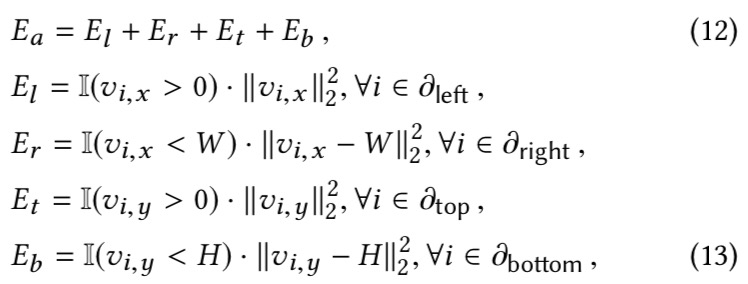 E_a = E_l + E_r + E_t + E_b , (12)
E_l = 𝕀(v_{i,x} > 0) · ‖v_{i,x}‖_2^2, ∀i ∈ ∂_left ,
E_r = 𝕀(v_{i,x} < W) · ‖v_{i,x} − W‖_2^2, ∀i ∈ ∂_right ,
E_t = 𝕀(v_{i,y} > 0) · ‖v_{i,y}‖_2^2, ∀i ∈ ∂_top ,
E_b = 𝕀(v_{i,y} < H) · ‖v_{i,y} − H‖_2^2, ∀i ∈ ∂_bottom , (13)